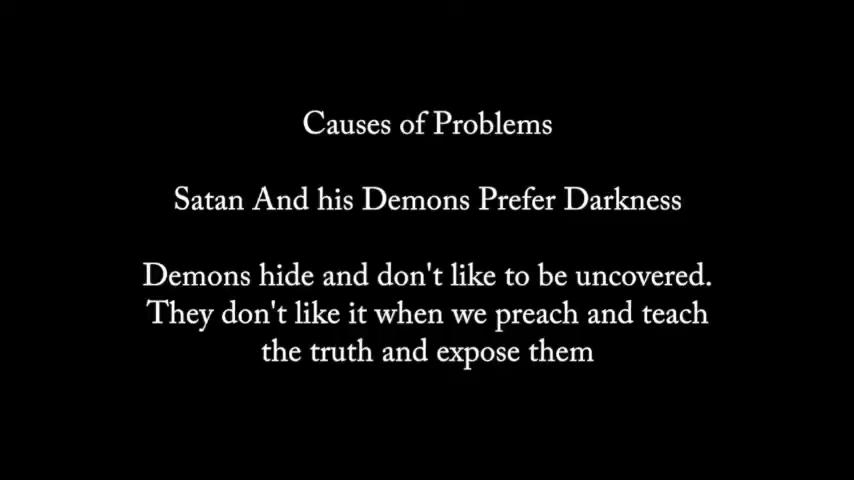 Causes of Problems
Satan And his Demons Prefer Darkness
Demons hide and don't like to be uncovered.
They don't like it when we preach and teach
the truth and expose them